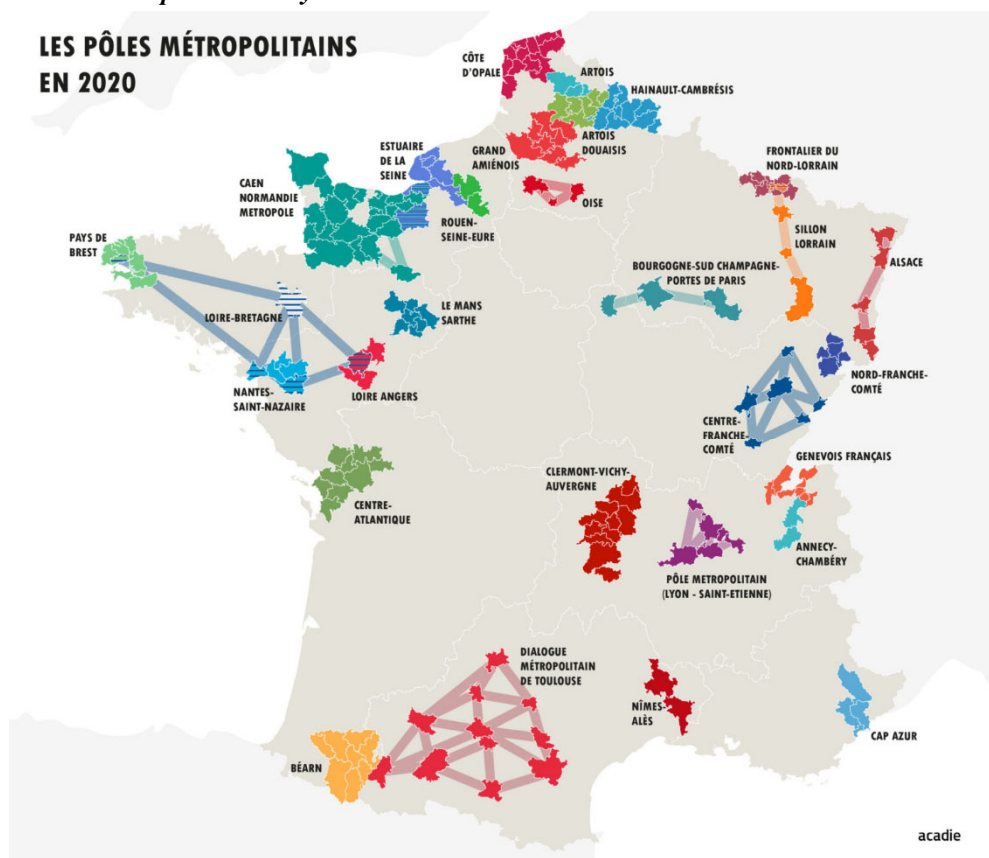 LES PÔLES MÉTROPOLITAINS
EN 2020
CÔTE
D'OPALE
ARTOIS
HAINAULT-CAMBRÉSIS
ESTUAIRE
DE LA
SEINE
GRAND
AMIÉNOIS
ARTOIS
DOUAISIS
FRONTALIER DU
NORD-LORRAIN
CAEN
NORMANDIE
METROPOLE
OISE
ROUEN-
SEINE-EURE
SILLON
LORRAIN
PAYS DE
BREST
ALSACE
BOURGOGNE-SUD CHAMPAGNE-
PORTES DE PARIS
LE MANS
SARTHE
LOIRE-BRETAGNE
NORD-FRANCHE-
COMTÉ
NANTES-
SAINT-NAZAIRE
LOIRE ANGERS
CENTRE-
FRANCHE-
COMTÉ
GENEVOIS FRANÇAIS
CLERMONT-VICHY-
AUVERGNE
CENTRE-
ATLANTIQUE
ANNECY-
CHAMBÉRY
PÔLE METROPOLITAIN
(LYON - SAINT-ETIENNE)
DIALOGUE
MÉTROPOLITAIN
DE TOULOUSE
NÎMES-
ALÈS
CAP AZUR
BÉARN
acadie